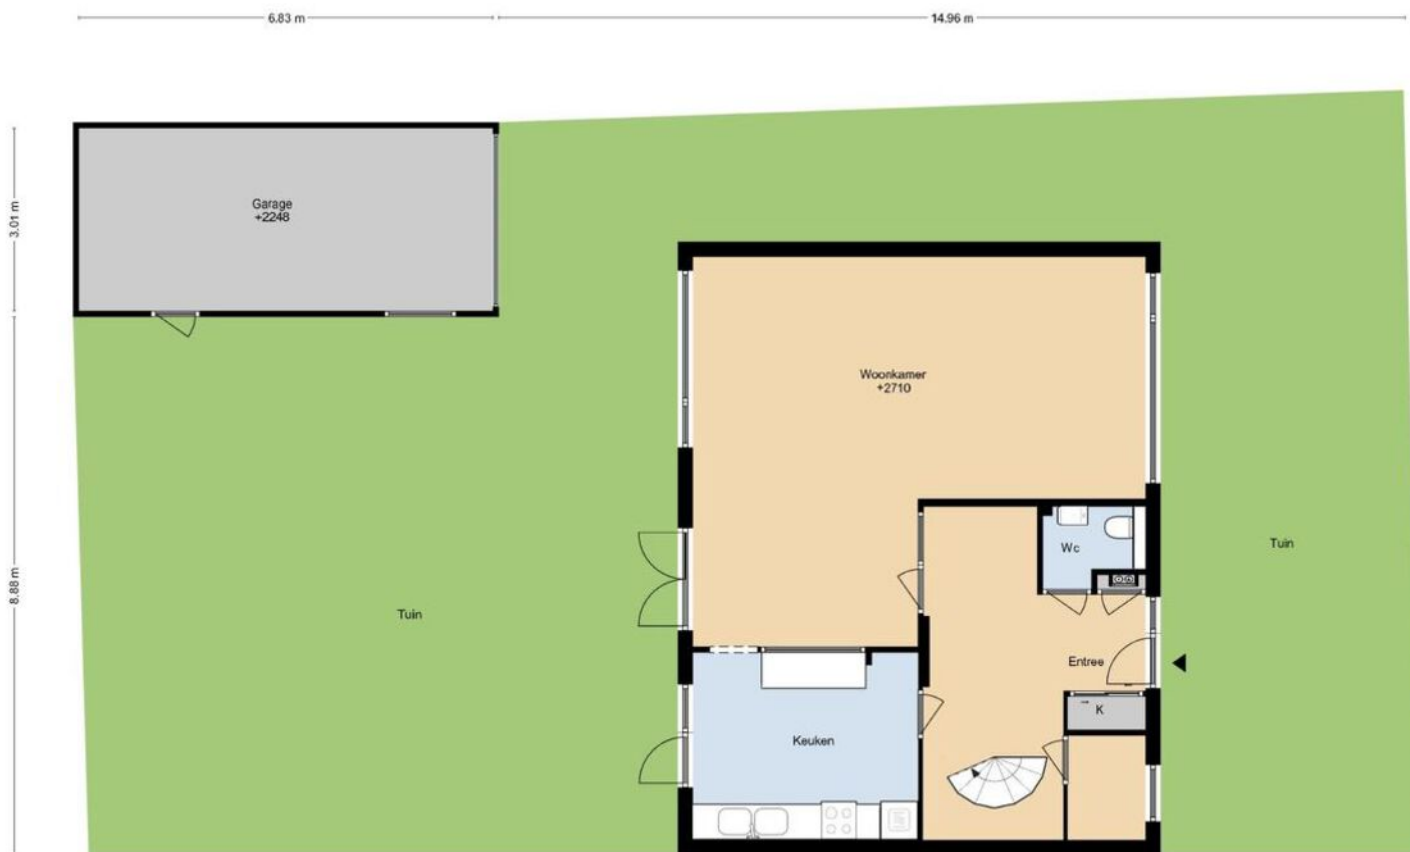 6.83 m
14.96 m
3.01 m
Garage
+2248
Woonkamer
+2710
Wc
Tuin
8.88 m
Tuin
Entree
K
Keuken